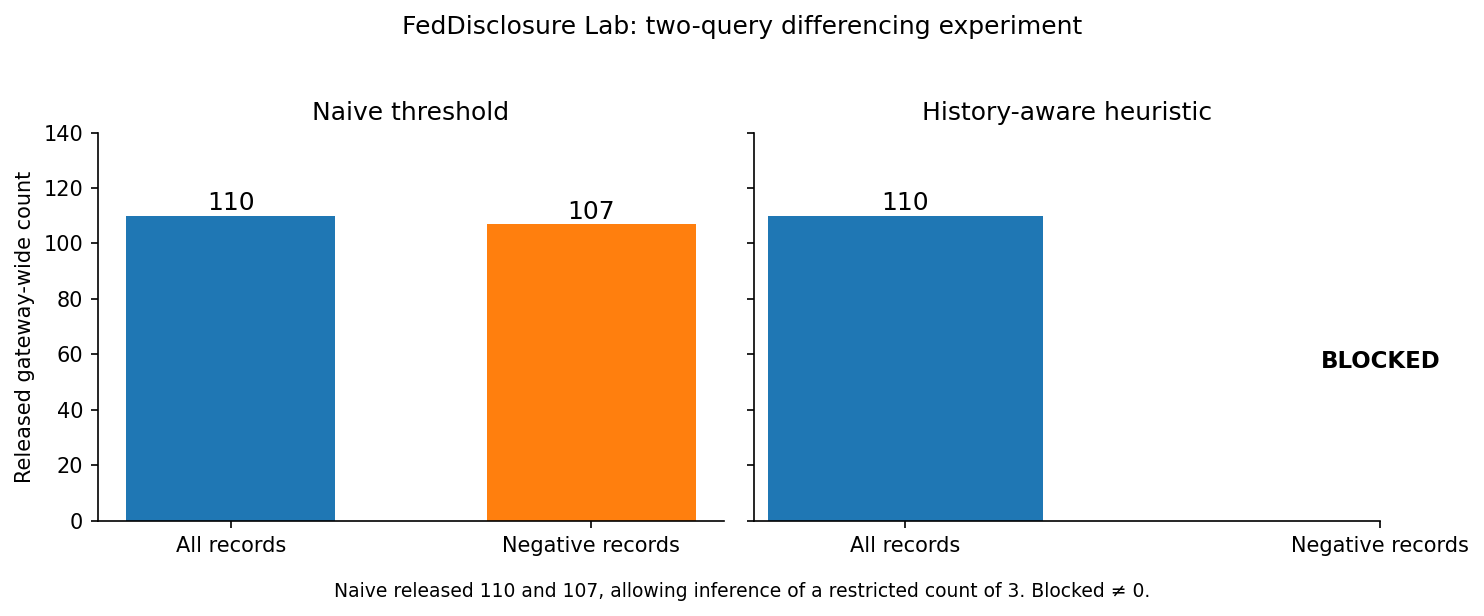 FedDisclosure Lab: two-query differencing experiment
Naive threshold
History-aware heuristic
Released gateway-wide count
140
120
100
80
60
40
20
0
110
107
110
BLOCKED
All records
Negative records
All records
Negative records
Naive released 110 and 107, allowing inference of a restricted count of 3. Blocked ≠ 0.